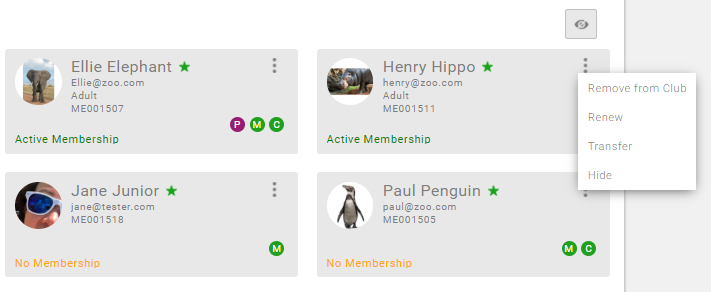 Ellie Elephant
Ellie@zoo.com
Adult
ME001507
P M C
Active Membership
Henry Hippo
henry@zoo.com
Adult
ME001511
Active Membership
Remove from Club
Renew
Transfer
Hide
Jane Junior
jane@tester.com
ME001518
M
No Membership
Paul Penguin
paul@zoo.com
ME001505
M C
No Membership